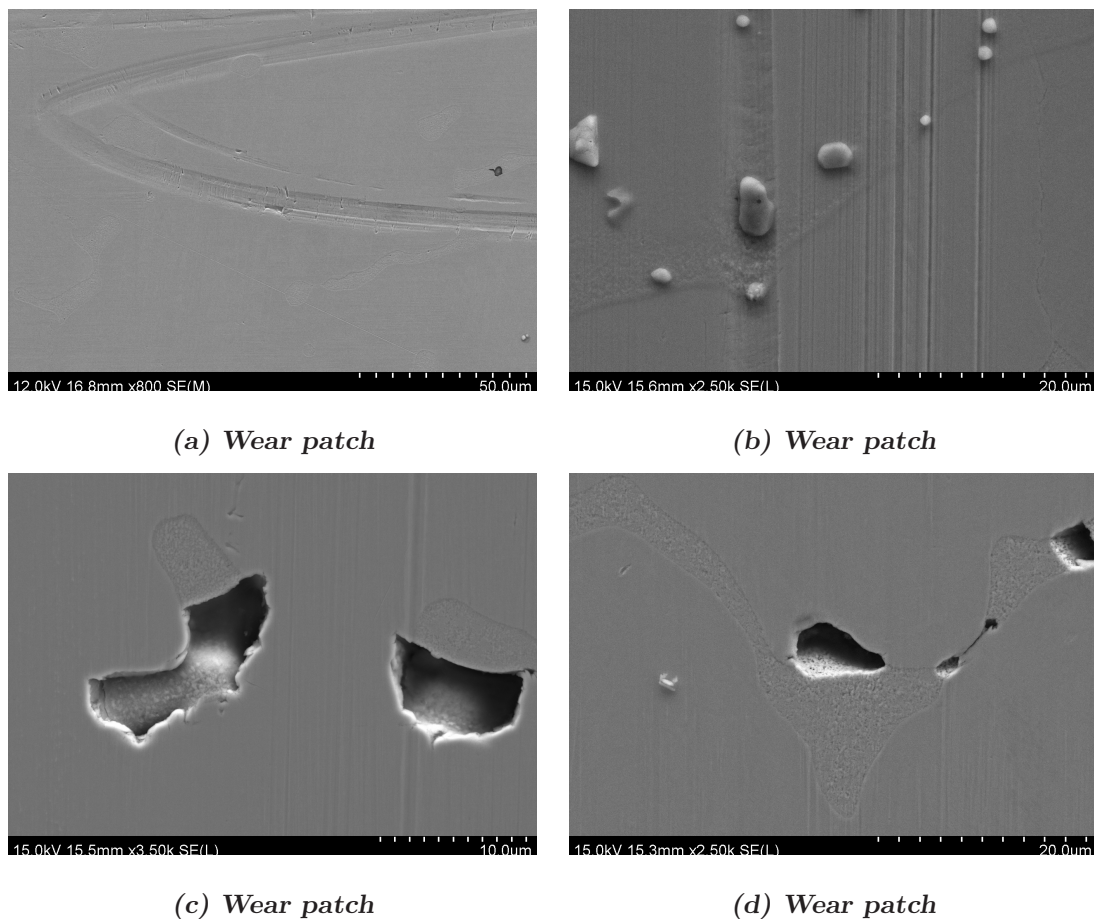 12.0kV 16.8mm x800 SE(M) 50.0um
15.0kV 15.6mm x2.50k SE(L) 20.0um
(a) Wear patch
(b) Wear patch
15.0kV 15.5mm x3.50k SE(L) 10.0um
15.0kV 15.3mm x2.50k SE(L) 20.0um
(c) Wear patch
(d) Wear patch